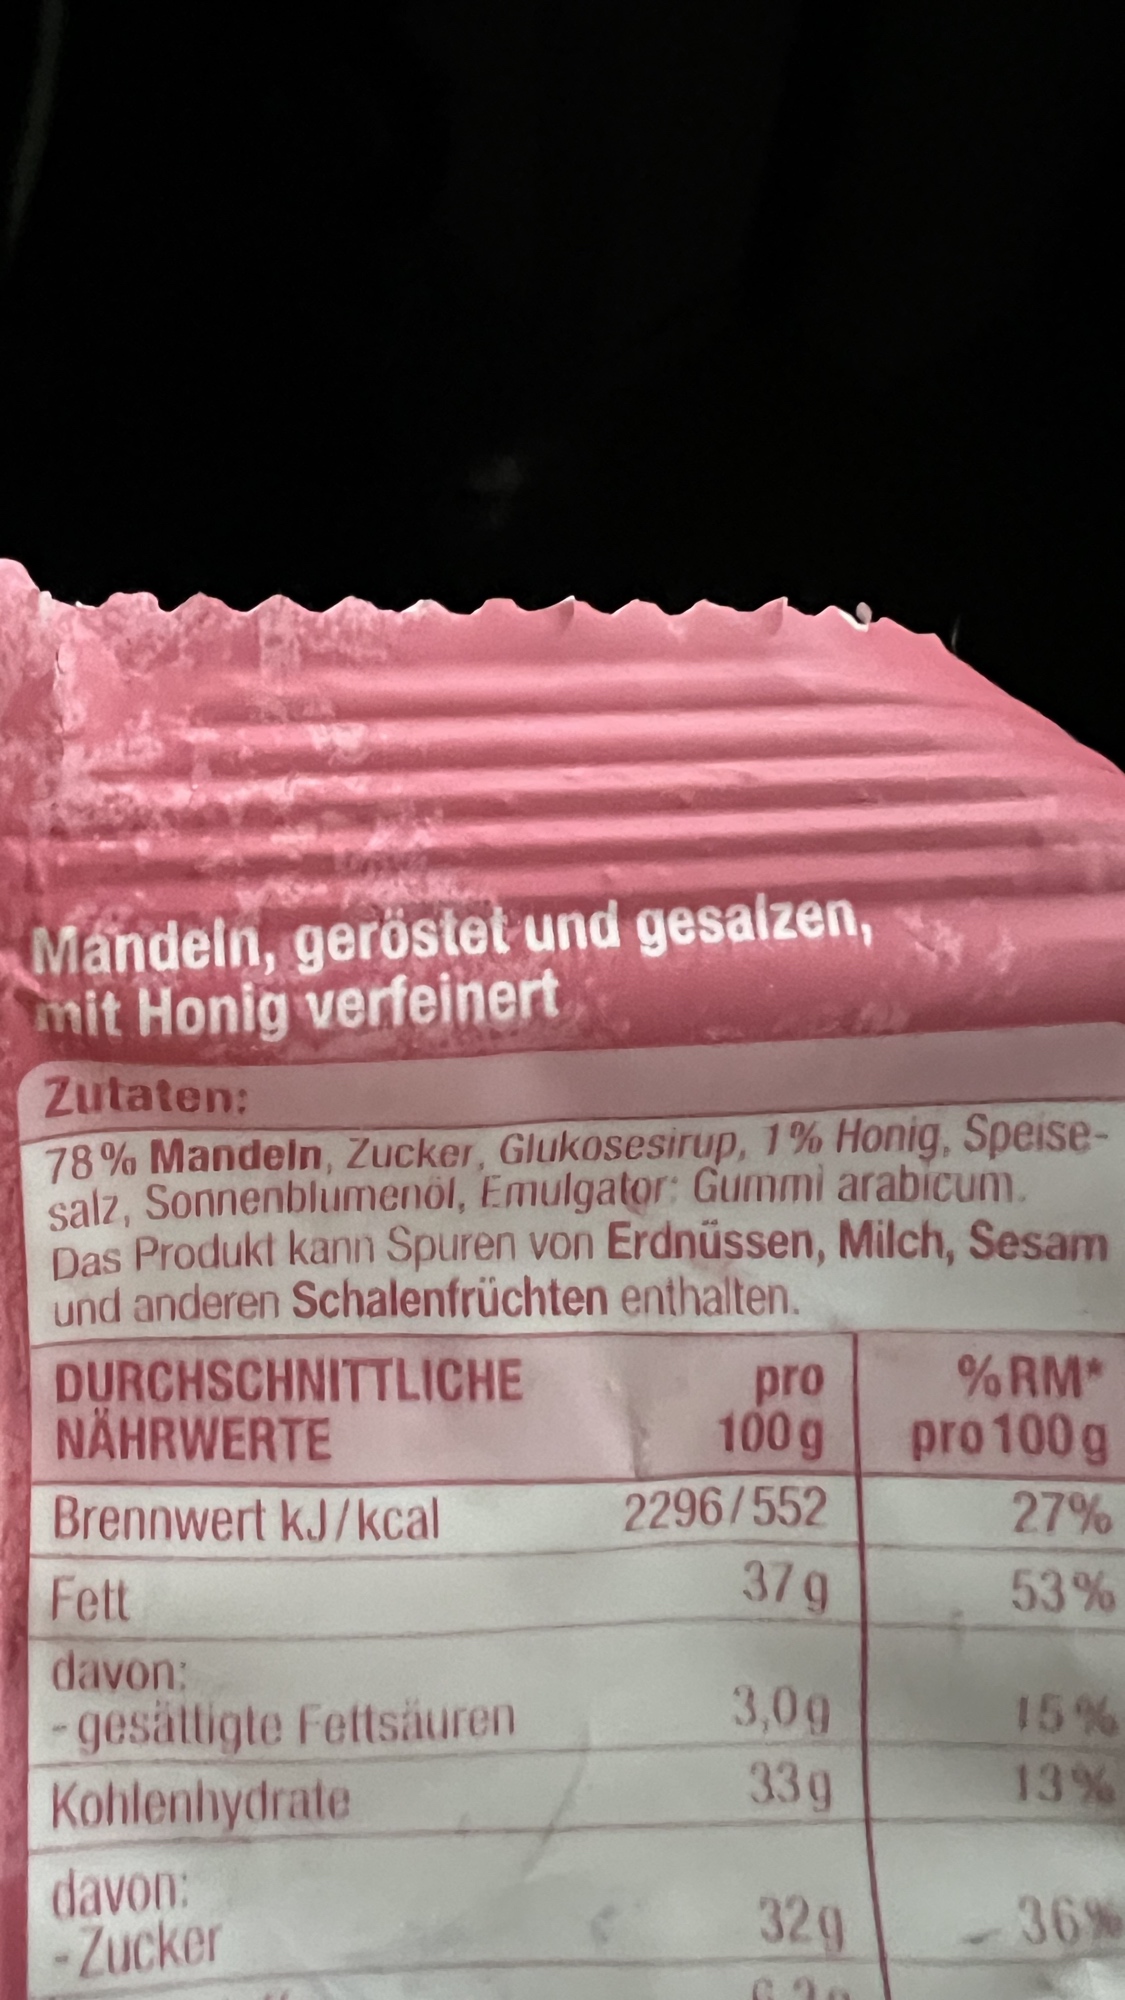 Mandeln, geröstet und gesalzen,
mit Honig verfeinert
Zutaten:
78% Mandeln, Zucker, Glukosesirup, 1% Honig, Speise-
salz, Sonnenblumenöl, Emulgator: Gummi arabicum.
Das Produkt kann Spuren von Erdnüssen, Milch, Sesam
und anderen Schalenfrüchten enthalten.
DURCHSCHNITTLICHE pro %RM*
NÄHRWERTE 100g pro 100g
Brennwert kJ/kcal 2296/552 27%
Fett 37g 53%
davon:
- gesättigte Fettsäuren 3,0g 15%
Kohlenhydrate 33g 13%
davon:
- Zucker 32g 36%